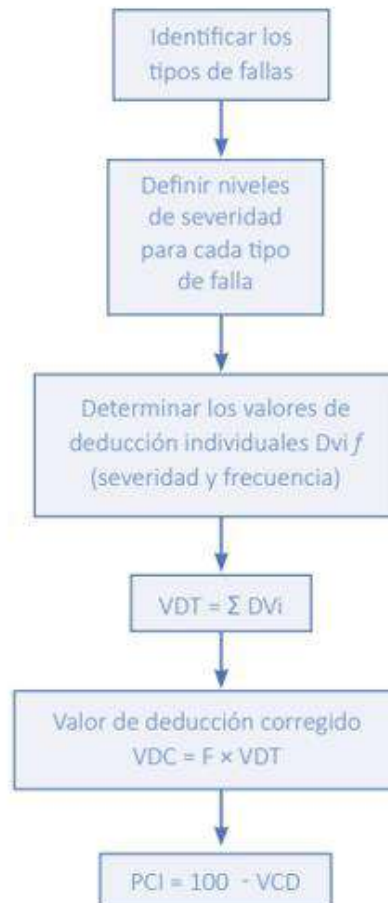 Identificar los
tipos de fallas
Definir niveles
de severidad
para cada tipo
de falla
Determinar los valores de
deducción individuales Dvi f
(severidad y frecuencia)
VDT = Σ DVi
Valor de deducción corregido
VDC = F × VDT
PCI = 100 - VCD